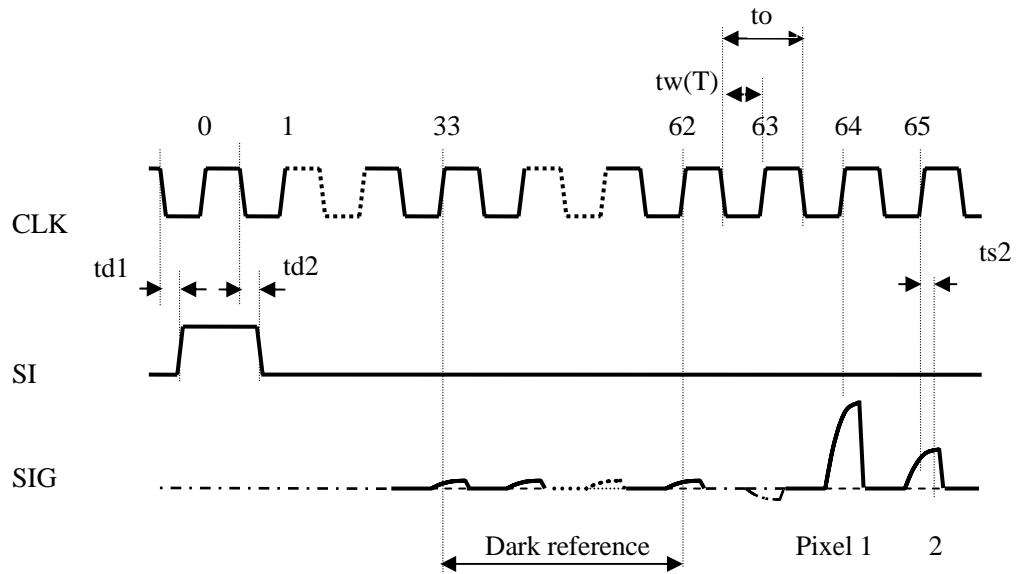 to
tw(T)
0 1 33 62 63 64 65
CLK
td1 td2 ts2
SI
SIG
Dark reference Pixel 1 2